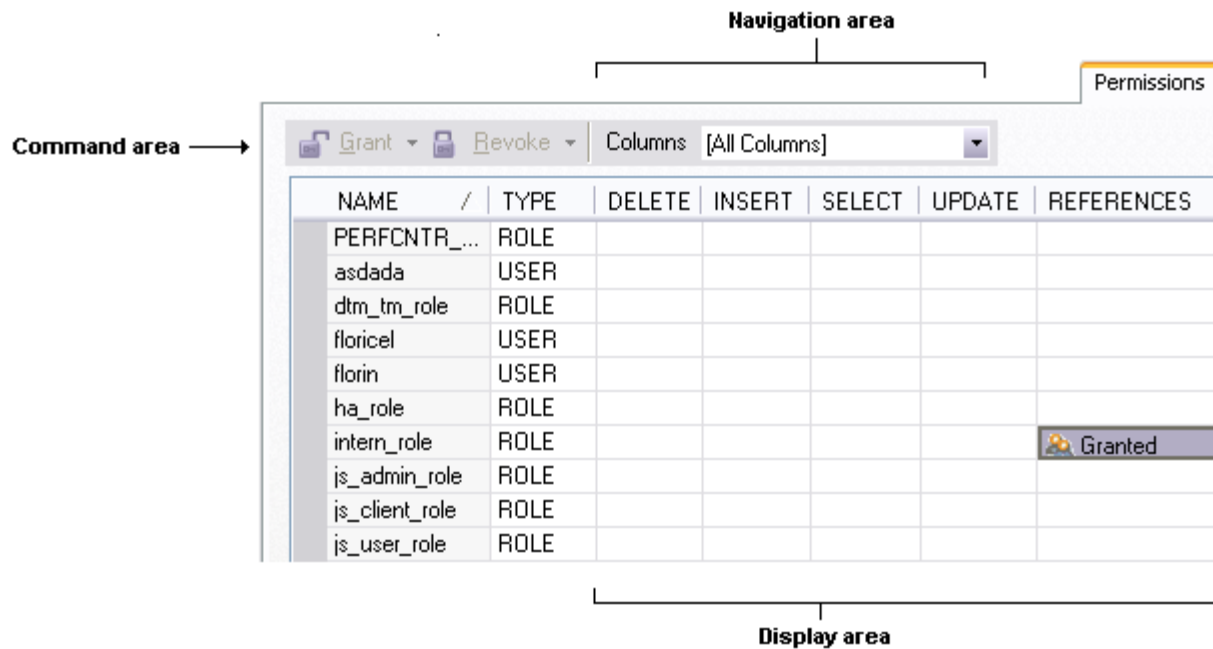 Navigation area
Permissions
Command area
Grant Revoke Columns [All Columns]
NAME / TYPE DELETE INSERT SELECT UPDATE REFERENCES
PERFCNTR_... ROLE
asdada USER
dtm_tm_role ROLE
floricel USER
florin USER
ha_role ROLE
intern_role ROLE Granted
js_admin_role ROLE
js_client_role ROLE
js_user_role ROLE
Display area